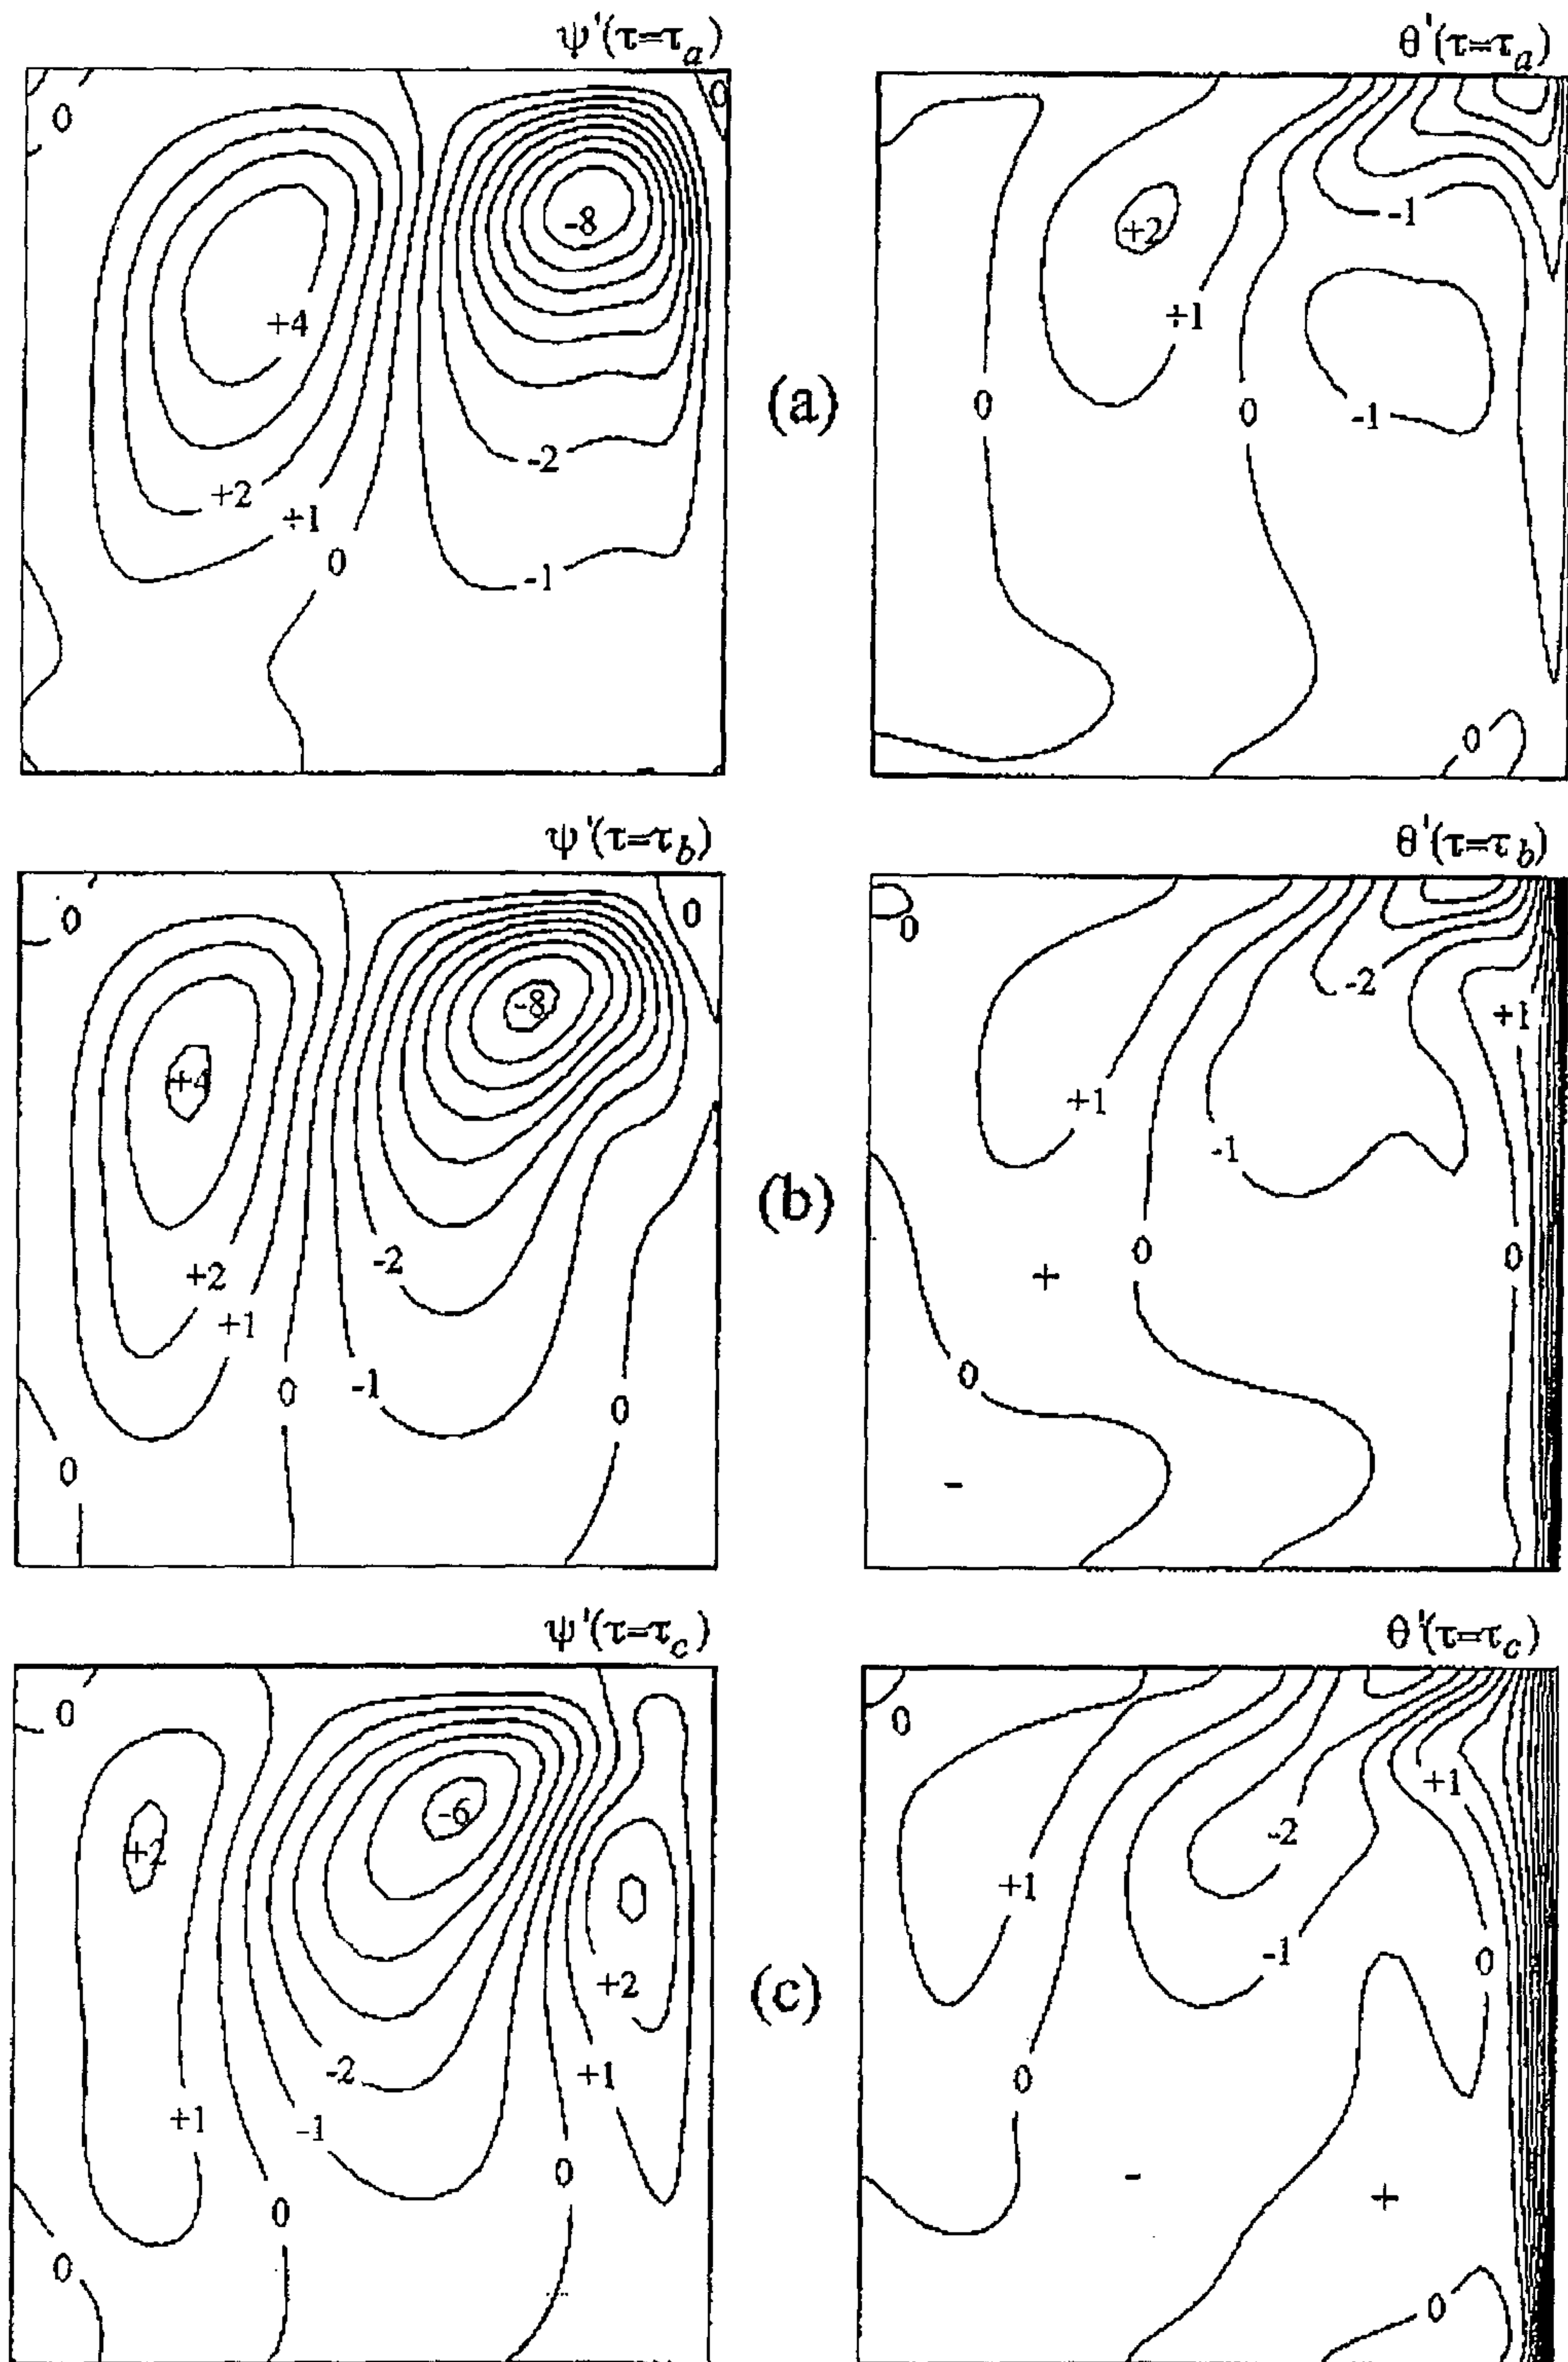 ψ'(τ=τa) θ'(τ=τa)
0 0
-8
+2 -1
+4 +1
(a)
0 0 -1
-2
+2
+1
0 -1
0
ψ'(τ=τb) θ'(τ=τb)
0 0 0
-8 -2 +1
+4 +1
-1
(b)
-2 0 0
+2 +
+1
0 -1 0 0
0 -
ψ'(τ=τc) θ'(τ=τc)
0 0
-6 +1
+2 -2
+1
-1 0
+2
(c)
-2 +1 0
+1 -1
0 - +
0
0 0